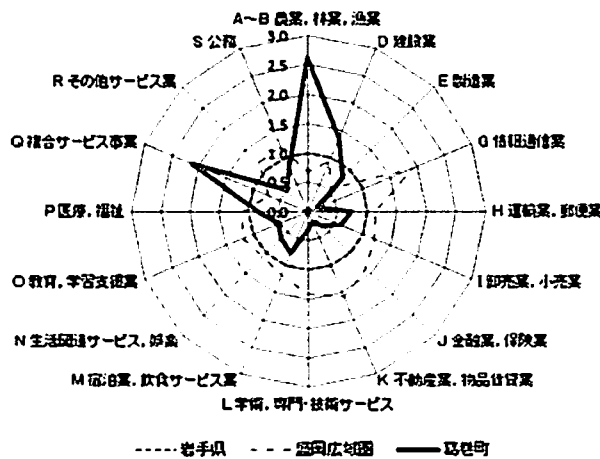 A～B 農業，林業，漁業
S 公務
D 建設業
R その他サービス業
E 製造業
Q 複合サービス事業
G 情報通信業
P 医療，福祉
H 運輸業，郵便業
O 教育，学習支援業
I 卸売業，小売業
N 生活関連サービス，娯楽
J 金融業，保険業
M 宿泊業，飲食サービス業
K 不動産業，物品賃貸業
L 学術，専門・技術サービス
3.0
2.5
2.0
1.5
1.0
0.5
0.0
岩手県 盛岡広域圏 葛巻町